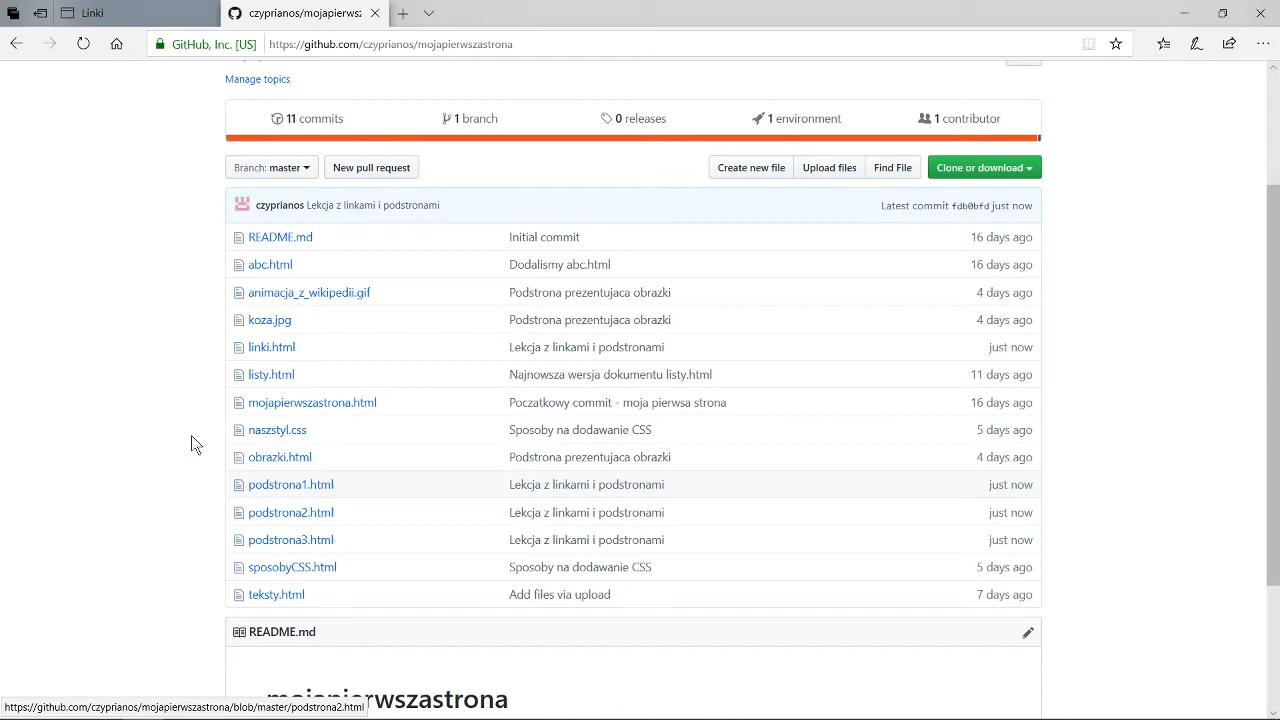 Linki
czyprianos/mojapierwsz
GitHub, Inc. [US]
https://github.com/czyprianos/mojapierwszastrona
Manage topics
11 commits
1 branch
0 releases
1 environment
1 contributor
Branch: master
New pull request
Create new file
Upload files
Find File
Clone or download
czyprianos Lekcja z linkami i podstronami
Latest commit fdb0bfd just now
README.md Initial commit 16 days ago
abc.html Dodalismy abc.html 16 days ago
animacja_z_wikipedii.gif Podstrona prezentujaca obrazki 4 days ago
koza.jpg Podstrona prezentujaca obrazki 4 days ago
linki.html Lekcja z linkami i podstronami just now
listy.html Najnowsza wersja dokumentu listy.html 11 days ago
mojapierwszastrona.html Poczatkowy commit - moja pierwsa strona 16 days ago
naszstyl.css Sposoby na dodawanie CSS 5 days ago
obrazki.html Podstrona prezentujaca obrazki 4 days ago
podstrona1.html Lekcja z linkami i podstronami just now
podstrona2.html Lekcja z linkami i podstronami just now
podstrona3.html Lekcja z linkami i podstronami just now
sposobyCSS.html Sposoby na dodawanie CSS 5 days ago
teksty.html Add files via upload 7 days ago
README.md
mojapierwszastrona
https://github.com/czyprianos/mojapierwszastrona/blob/master/podstrona2.html